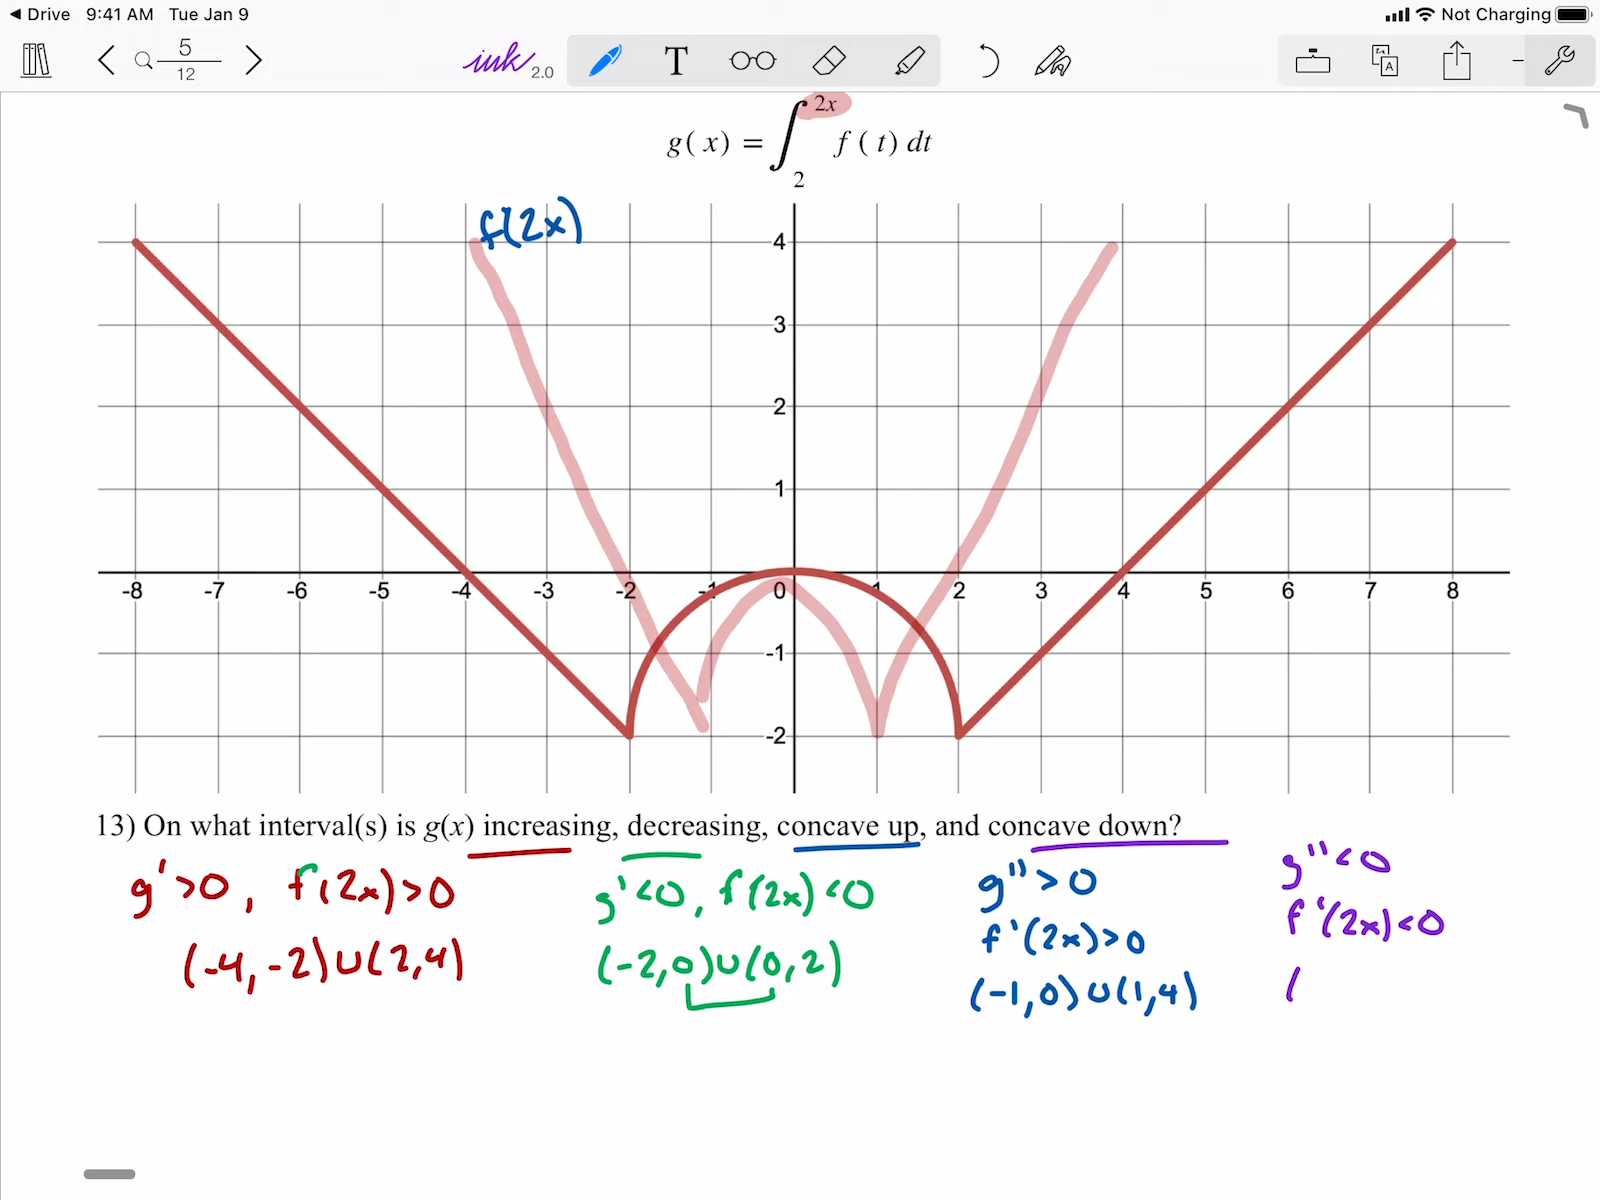 ◀ Drive 9:41 AM Tue Jan 9 Not Charging
5
12
ink 2.0 T A
g(x) = ∫ 2x 2 f(t) dt
f(2x)
4
3
2
1
-8 -7 -6 -5 -4 -3 -2 -1 0 1 2 3 4 5 6 7 8
-1
-2
13) On what interval(s) is g(x) increasing, decreasing, concave up, and concave down?
g'>0, f(2x)>0
(-4,-2)∪(2,4)
g'<0, f(2x)<0
(-2,0)∪(0,2)
g''>0
f'(2x)>0
(-1,0)∪(1,4)
g''<0
f'(2x)<0
(